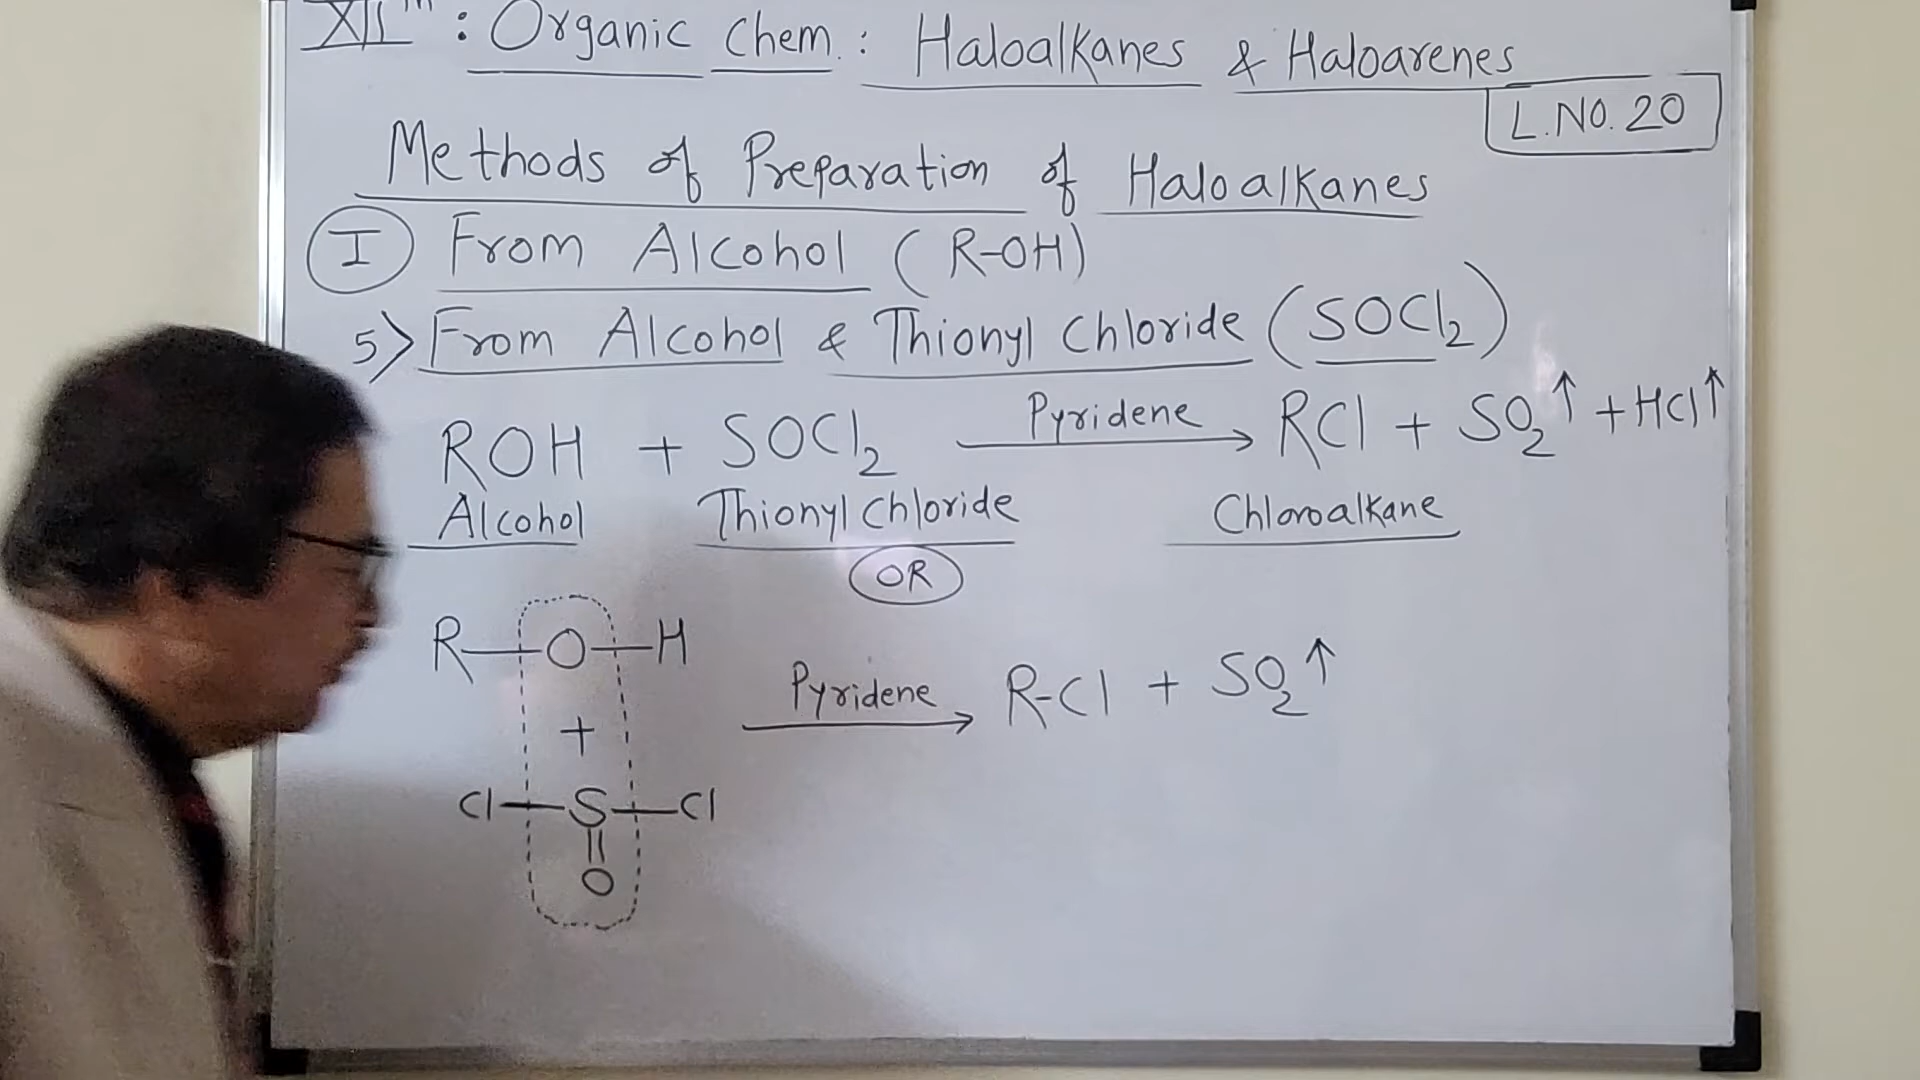 XIIth : Organic Chem : Haloalkanes & Haloarenes
L.NO. 20
Methods of Preparation of Haloalkanes
I From Alcohol (R-OH)
5> From Alcohol & Thionyl Chloride (SOCl2)
ROH + SOCl2 Pyridene → RCl + SO2↑ + HCl↑
Alcohol Thionyl Chloride Chloroalkane
OR
R—O—H
+ Pyridene → R-Cl + SO2↑
Cl—S—Cl
||
O